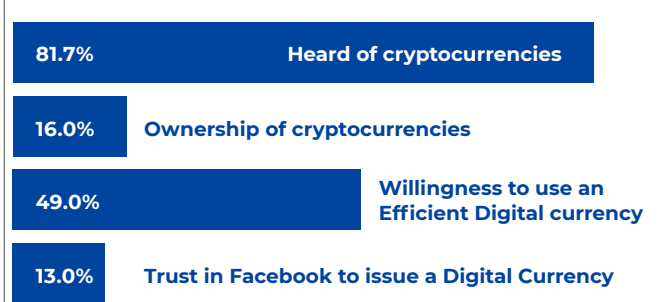 81.7% Heard of cryptocurrencies
16.0% Ownership of cryptocurrencies
49.0% Willingness to use an
Efficient Digital currency
13.0% Trust in Facebook to issue a Digital Currency